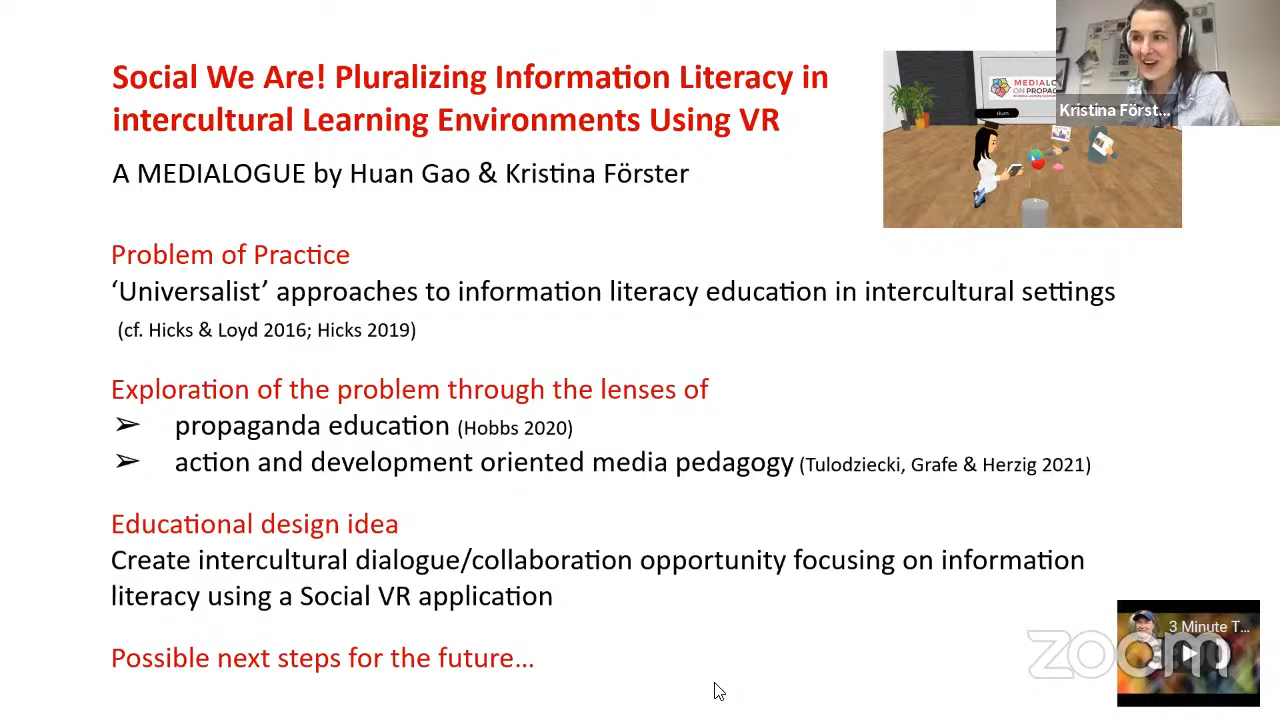 Social We Are! Pluralizing Information Literacy in
intercultural Learning Environments Using VR
A MEDIALOGUE by Huan Gao & Kristina Förster
MEDIALO
ON PROPAG
Huan
Kristina Först...
Problem of Practice
‘Universalist’ approaches to information literacy education in intercultural settings
(cf. Hicks & Loyd 2016; Hicks 2019)
Exploration of the problem through the lenses of
➢ propaganda education (Hobbs 2020)
➢ action and development oriented media pedagogy (Tulodziecki, Grafe & Herzig 2021)
Educational design idea
Create intercultural dialogue/collaboration opportunity focusing on information
literacy using a Social VR application
Possible next steps for the future...
3 Minute T...
zoom